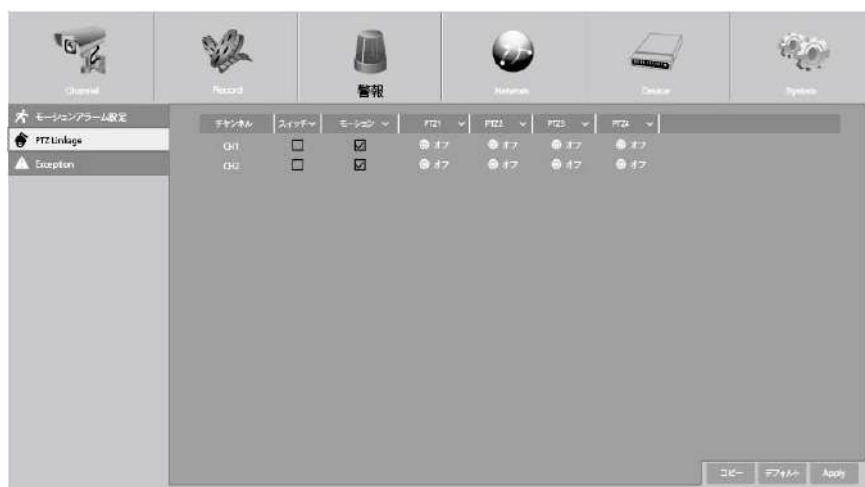 Channel Record 警報 Network Device System
モーションアラーム設定
PTZ Linkage
Exception
チャンネル スイッチ モーション PTZ1 PTZ2 PTZ3 PTZ4
CH1 オフ オフ オフ オフ
CH2 オフ オフ オフ オフ
コピー デフォルト Apply